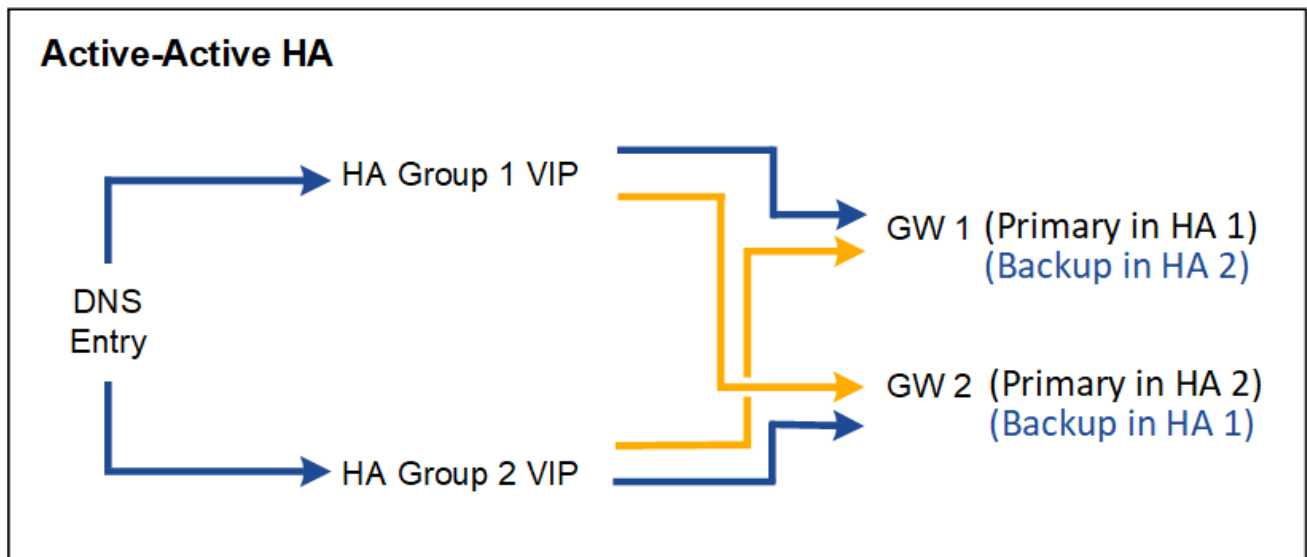 Active-Active HA
HA Group 1 VIP
GW 1 (Primary in HA 1)
(Backup in HA 2)
DNS
Entry
GW 2 (Primary in HA 2)
(Backup in HA 1)
HA Group 2 VIP